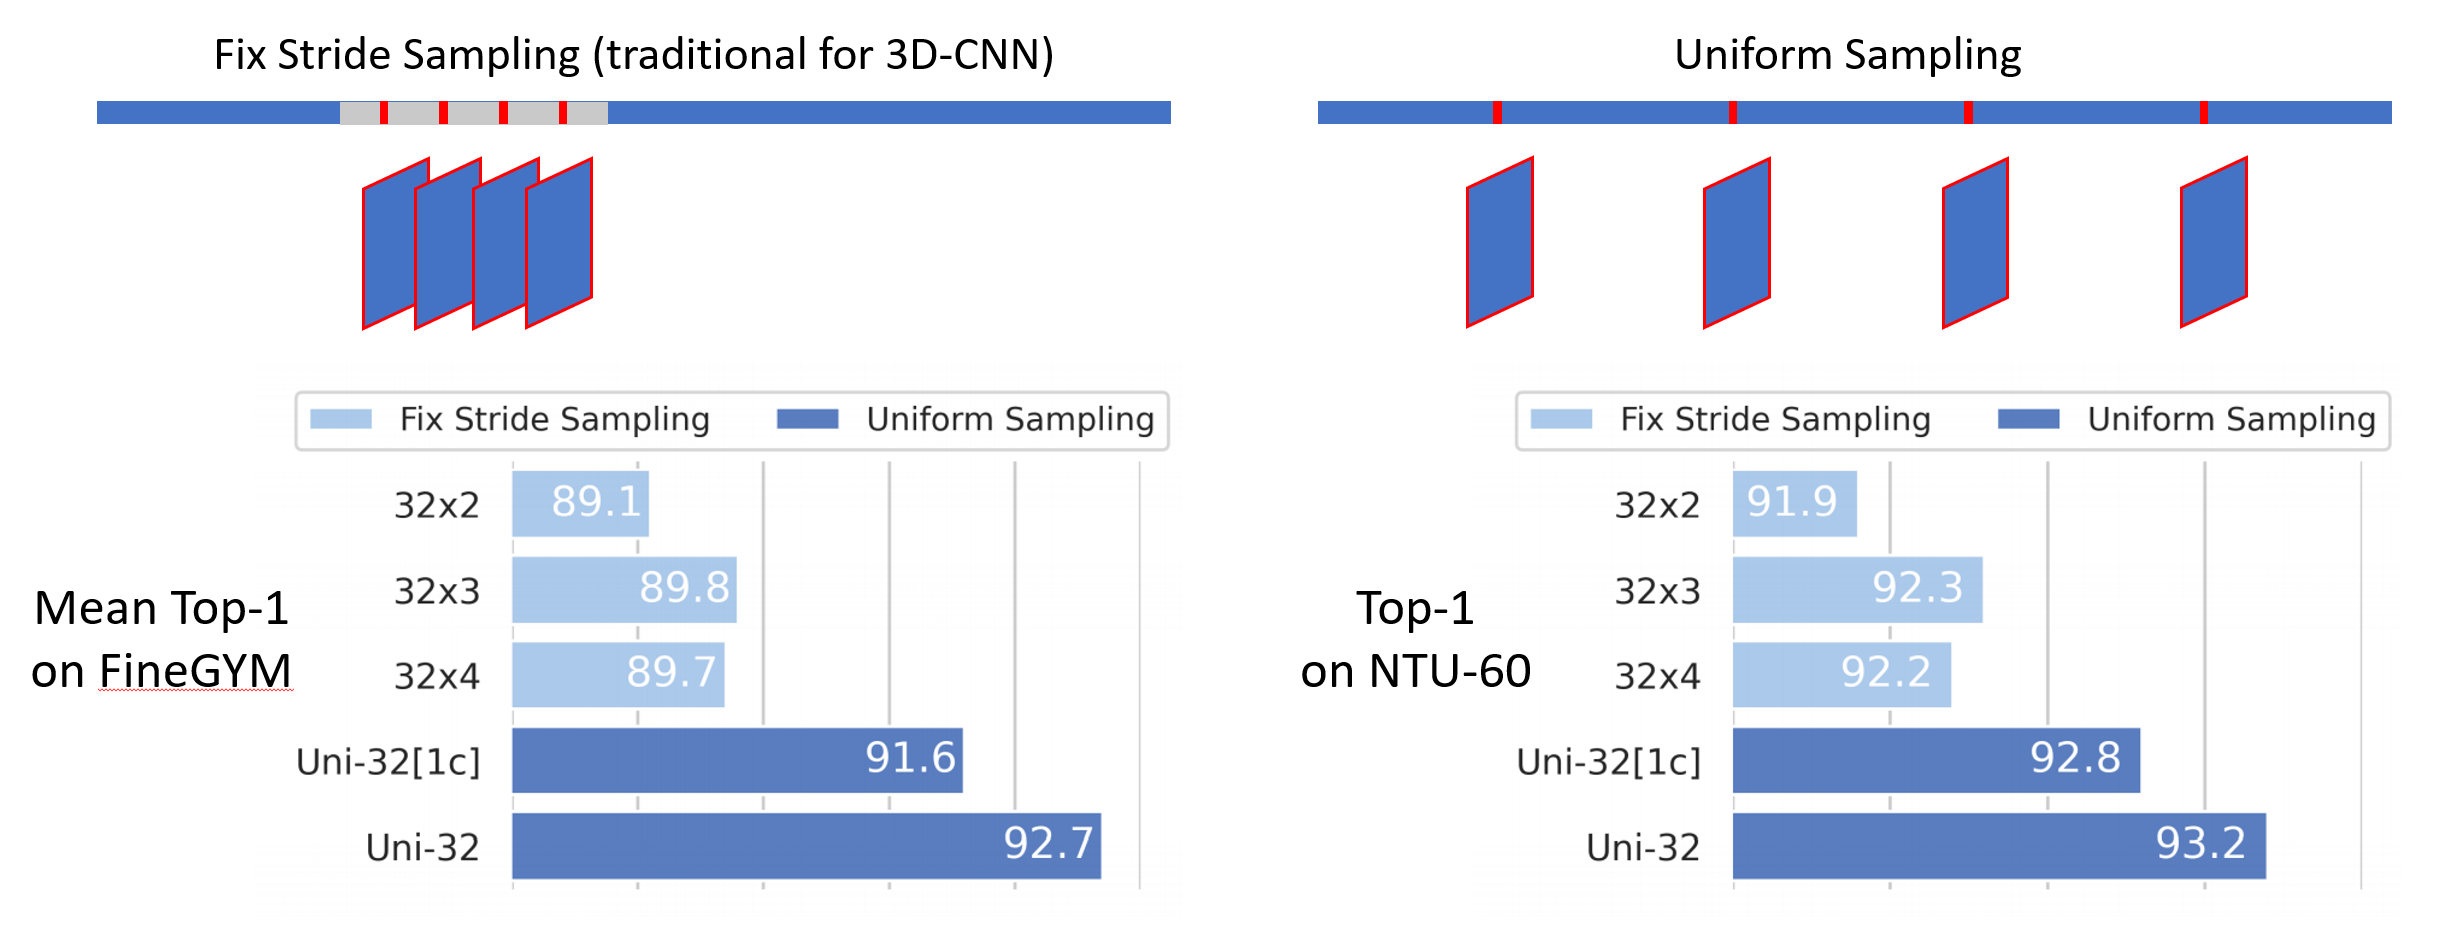 Fix Stride Sampling (traditional for 3D-CNN)
Uniform Sampling
Fix Stride Sampling
Uniform Sampling
32x2
89.1
32x3
89.8
32x4
89.7
Uni-32[1c]
91.6
Uni-32
92.7
Mean Top-1
on FineGYM
Fix Stride Sampling
Uniform Sampling
32x2
91.9
32x3
92.3
32x4
92.2
Uni-32[1c]
92.8
Uni-32
93.2
Top-1
on NTU-60